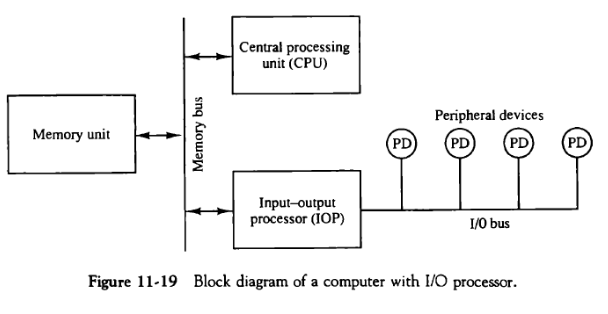 Central processing
unit (CPU)
Memory unit
Memory bus
Peripheral devices
PD PD PD PD
Input–output
processor (IOP)
I/O bus
Figure 11-19 Block diagram of a computer with I/O processor.